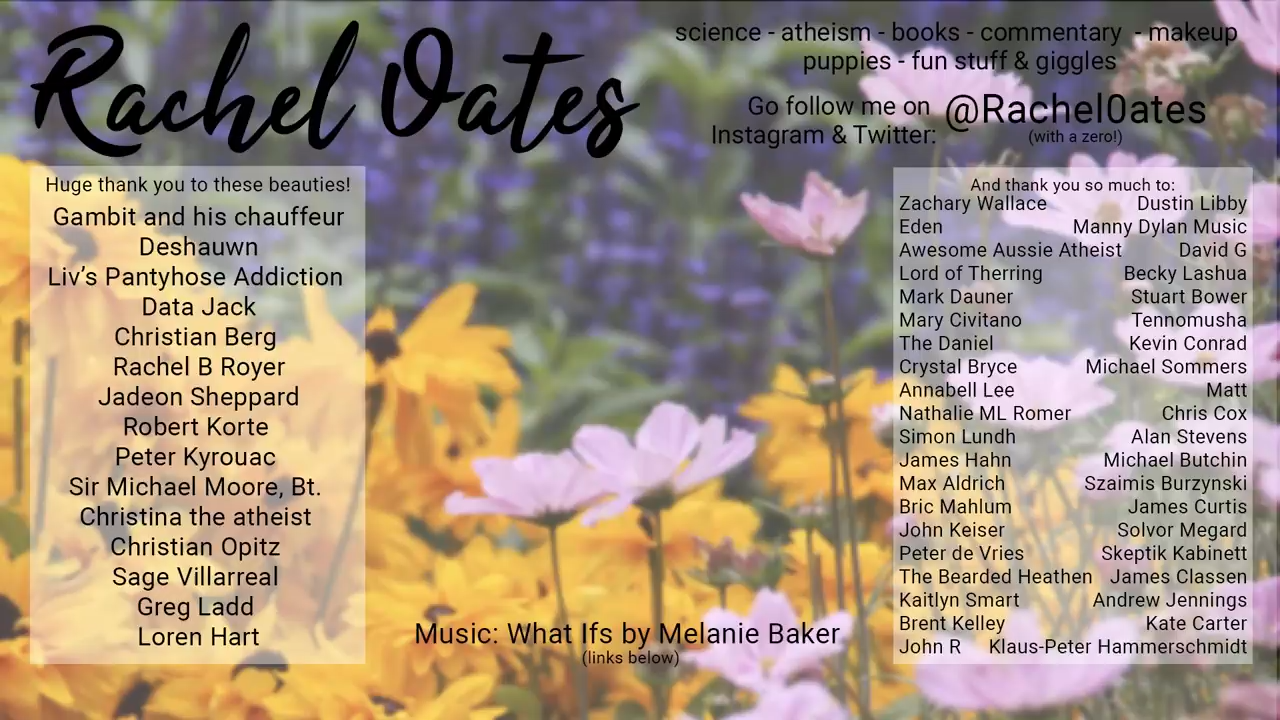 Rachel Oates
science - atheism - books - commentary - makeup
puppies - fun stuff & giggles
Go follow me on @Rachel0ates
Instagram & Twitter:
(with a zero!)
Huge thank you to these beauties!
Gambit and his chauffeur
Deshauwn
Liv's Pantyhose Addiction
Data Jack
Christian Berg
Rachel B Royer
Jadeon Sheppard
Robert Korte
Peter Kyrouac
Sir Michael Moore, Bt.
Christina the atheist
Christian Opitz
Sage Villarreal
Greg Ladd
Loren Hart
Music: What Ifs by Melanie Baker
(links below)
And thank you so much to:
Zachary Wallace Dustin Libby
Eden Manny Dylan Music
Awesome Aussie Atheist David G
Lord of Therring Becky Lashua
Mark Dauner Stuart Bower
Mary Civitano Tennomusha
The Daniel Kevin Conrad
Crystal Bryce Michael Sommers
Annabell Lee Matt
Nathalie ML Romer Chris Cox
Simon Lundh Alan Stevens
James Hahn Michael Butchin
Max Aldrich Szaimis Burzynski
Bric Mahlum James Curtis
John Keiser Solvor Megard
Peter de Vries Skeptik Kabinett
The Bearded Heathen James Classen
Kaitlyn Smart Andrew Jennings
Brent Kelley Kate Carter
John R Klaus-Peter Hammerschmidt